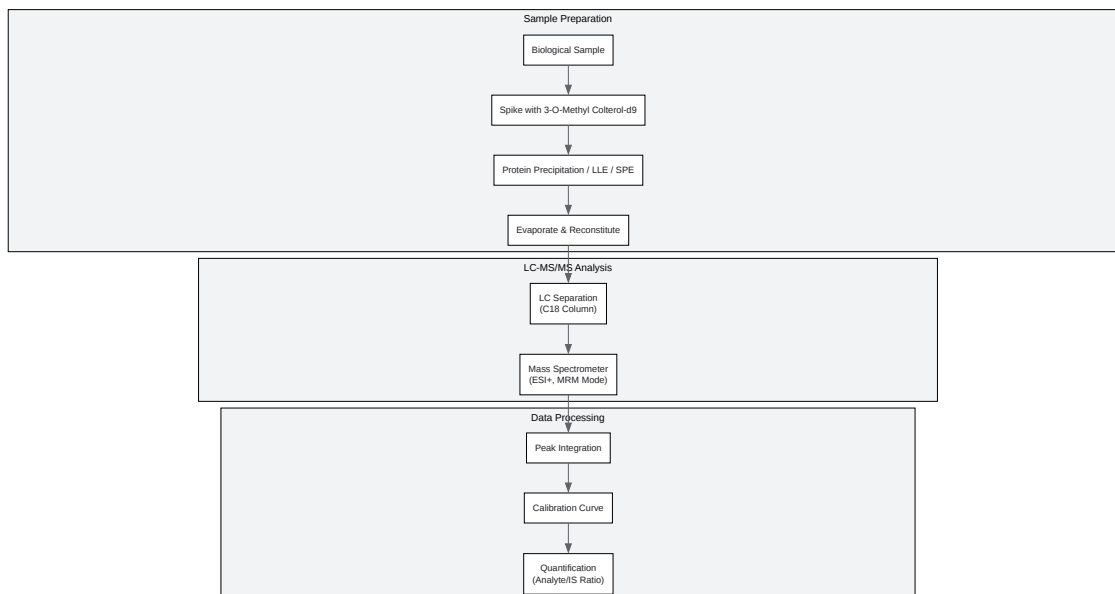 Sample Preparation
Biological Sample
Spike with 3-O-Methyl Colterol-d9
Protein Precipitation / LLE / SPE
Evaporate & Reconstitute
LC-MS/MS Analysis
LC Separation
(C18 Column)
Mass Spectrometer
(ESI+, MRM Mode)
Data Processing
Peak Integration
Calibration Curve
Quantification
(Analyte/IS Ratio)